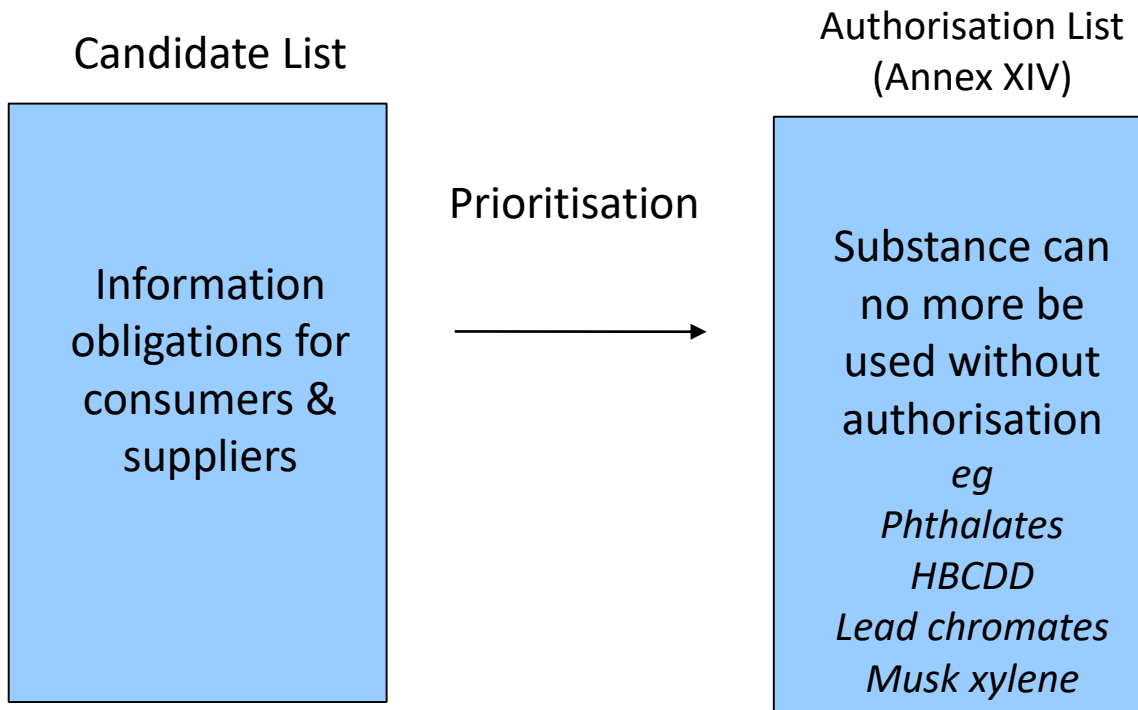 Candidate List
Information
obligations for
consumers &
suppliers
Prioritisation
Authorisation List
(Annex XIV)
Substance can
no more be
used without
authorisation
eg
Phthalates
HBCDD
Lead chromates
Musk xylene